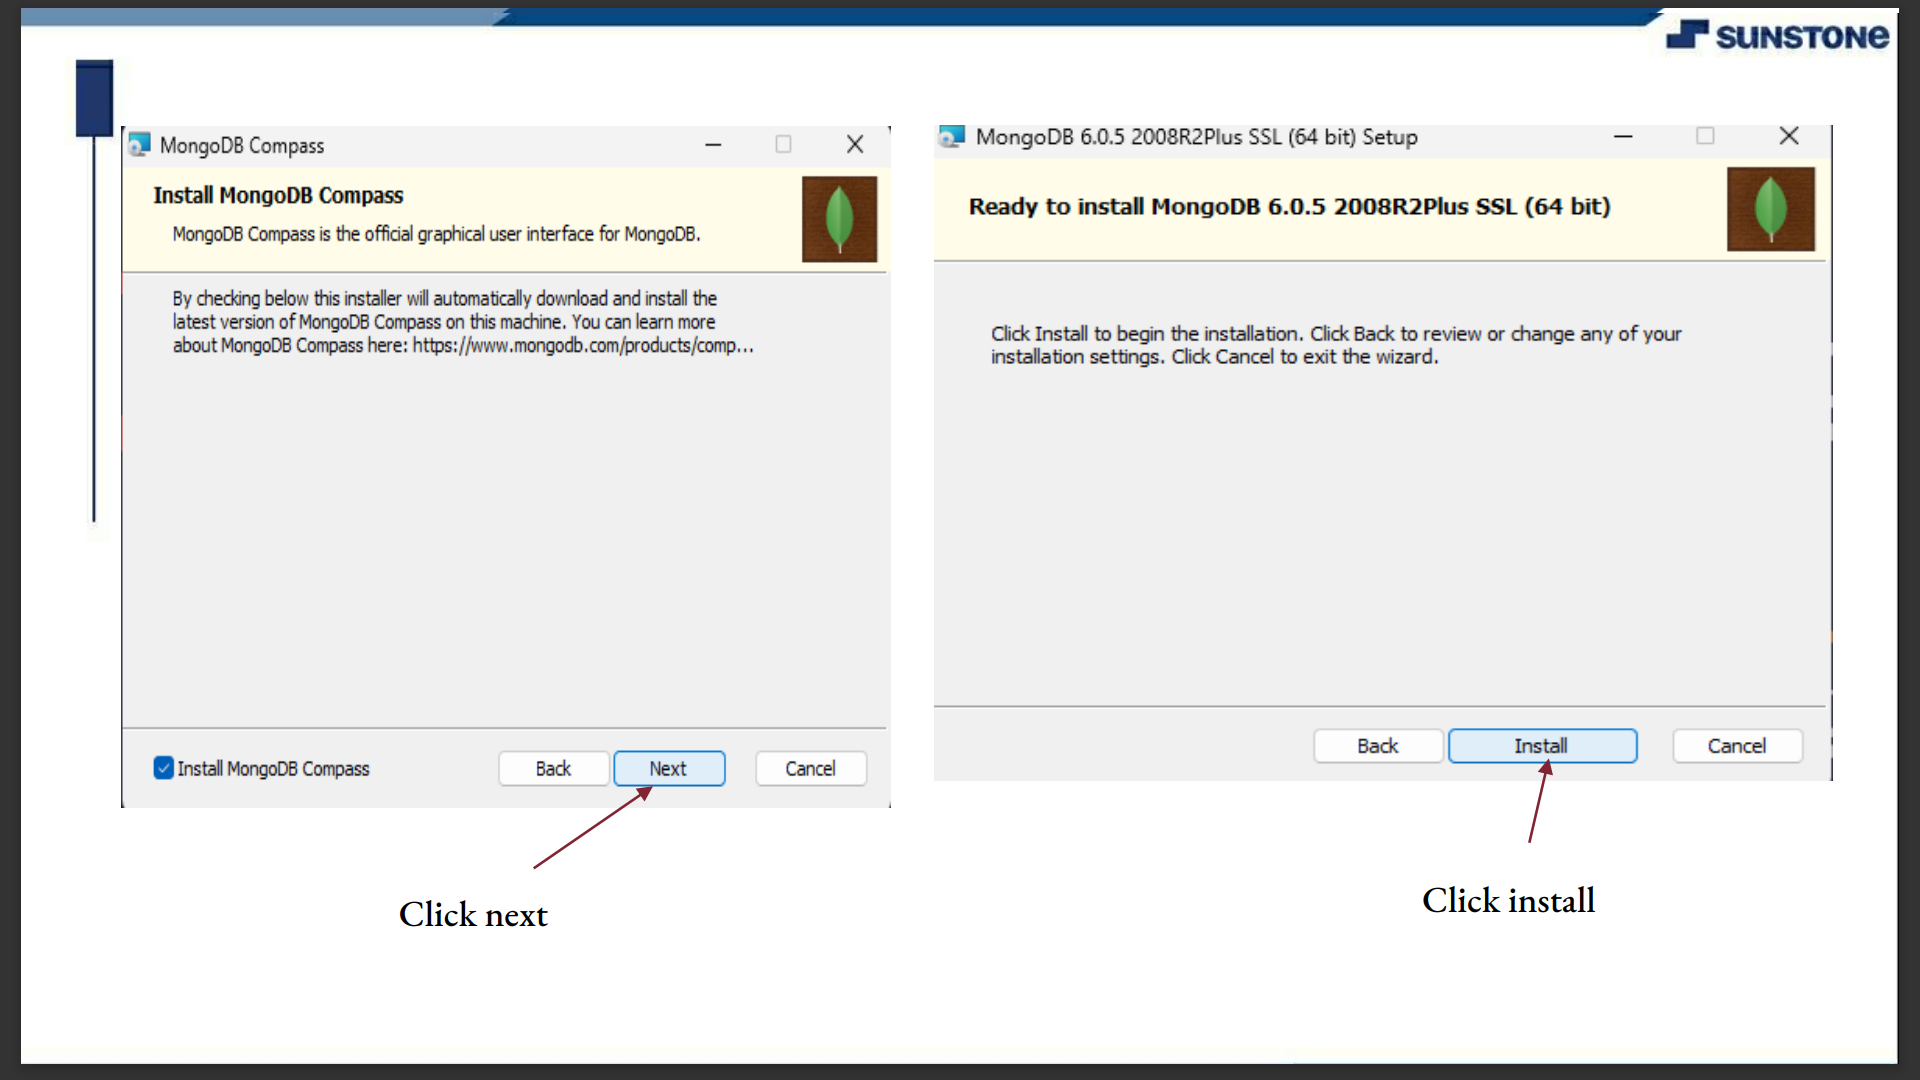 SUNSTONE
MongoDB Compass
Install MongoDB Compass
MongoDB Compass is the official graphical user interface for MongoDB.
By checking below this installer will automatically download and install the
latest version of MongoDB Compass on this machine. You can learn more
about MongoDB Compass here: https://www.mongodb.com/products/comp...
Install MongoDB Compass
Back
Next
Cancel
Click next
MongoDB 6.0.5 2008R2Plus SSL (64 bit) Setup
Ready to install MongoDB 6.0.5 2008R2Plus SSL (64 bit)
Click Install to begin the installation. Click Back to review or change any of your
installation settings. Click Cancel to exit the wizard.
Back
Install
Cancel
Click install